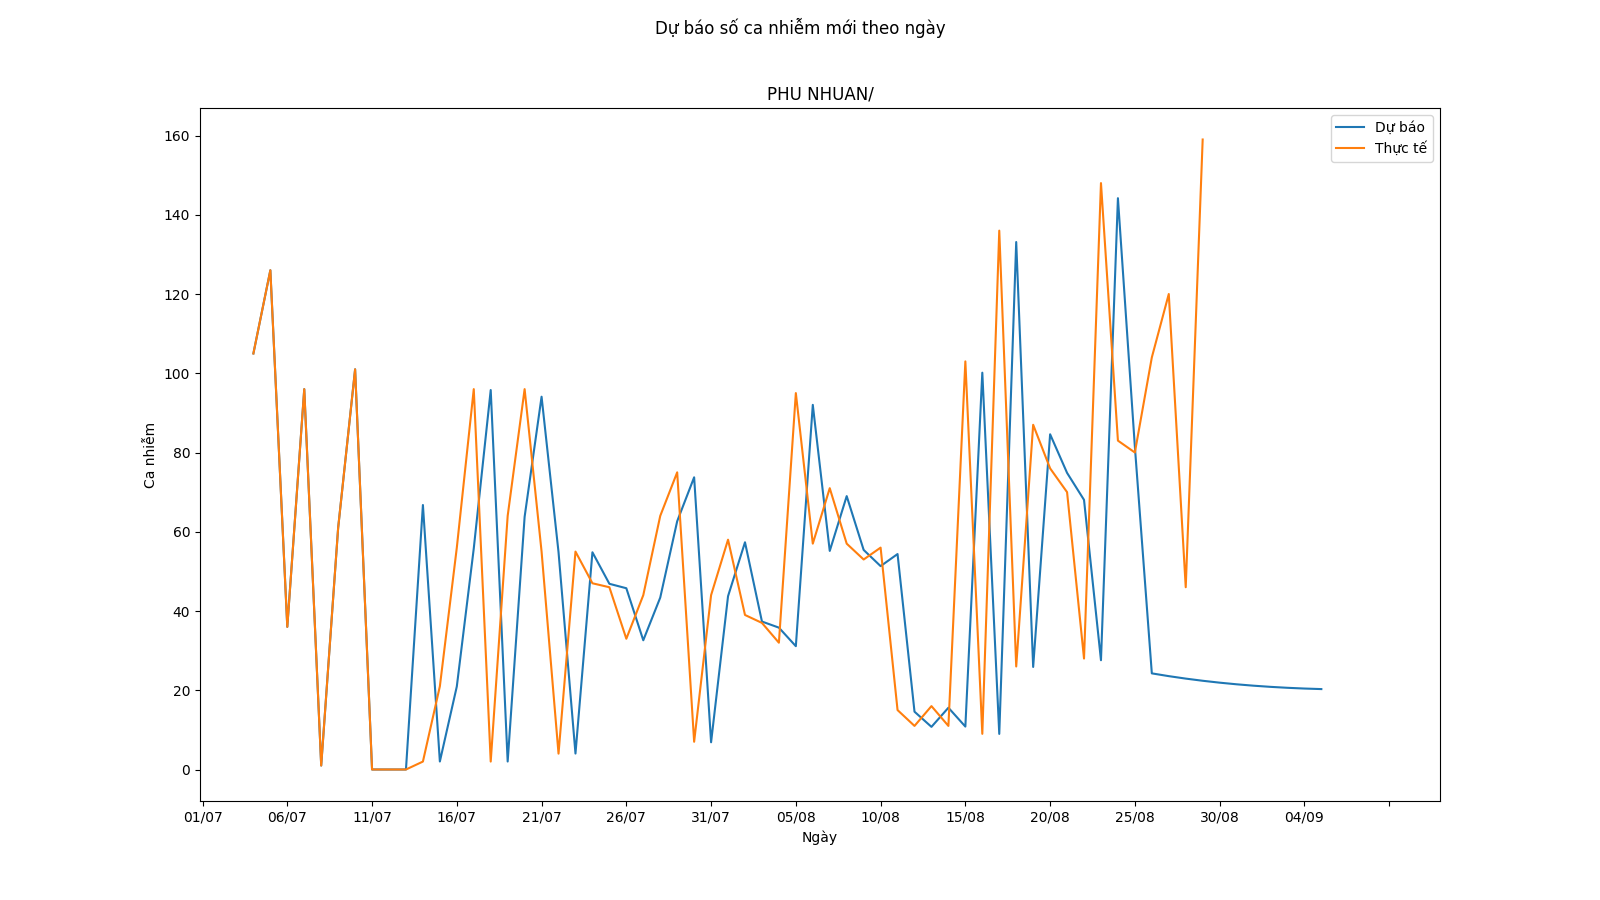 Dự báo số ca nhiễm mới theo ngày
PHU NHUAN/
Dự báo
Thực tế
160
140
120
100
80
60
40
20
0
Ca nhiễm
01/07 06/07 11/07 16/07 21/07 26/07 31/07 05/08 10/08 15/08 20/08 25/08 30/08 04/09
Ngày